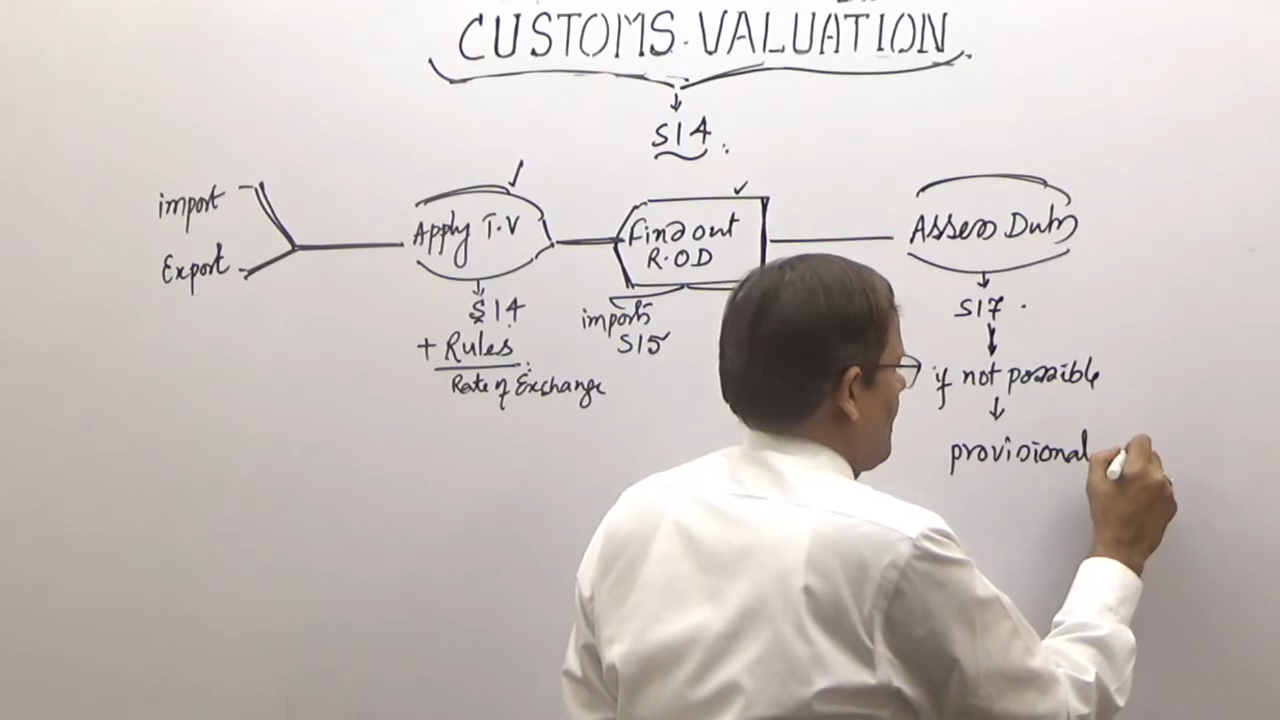 CUSTOMS VALUATION
S14
import
Export
Apply T.V
S14
+ Rules
Rate of Exchange
Find out
R.OD
imports
S15
Assess Duty
S17
if not possible
provisional